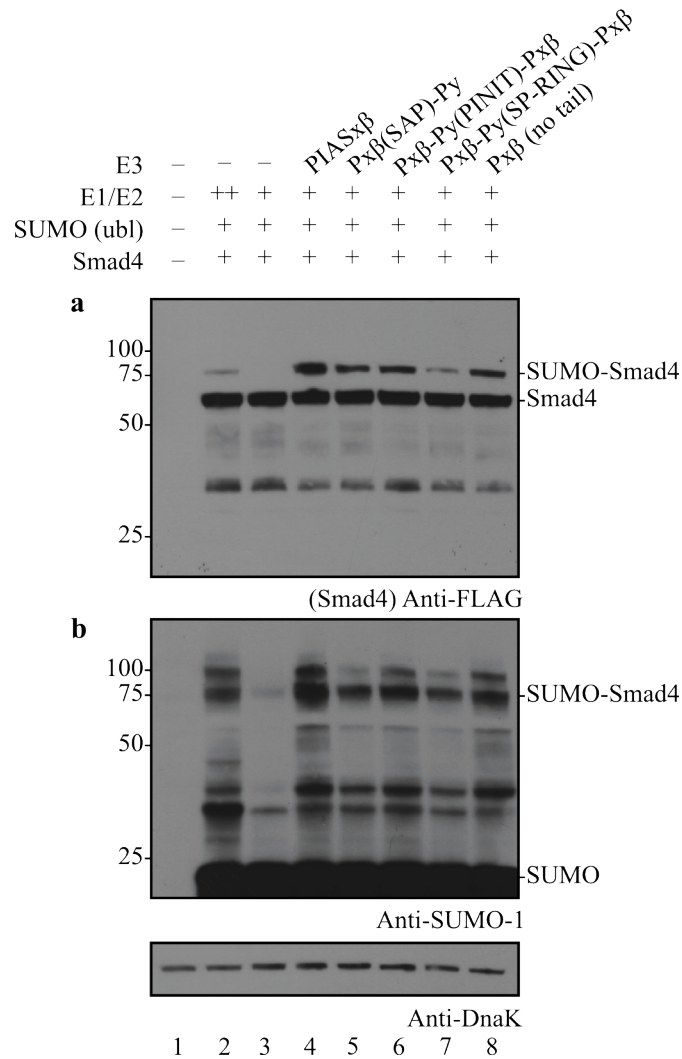 PIASxβ
Pxβ(SAP)-Py
Pxβ-Py(PINIT)-Pxβ
Pxβ-Py(SP-RING)-Pxβ
Pxβ (no tail)
E3 – – –
E1/E2 – ++ + + + + + +
SUMO (ubl) – + + + + + + +
Smad4 – + + + + + + +
a
100
75
50
25
SUMO-Smad4
Smad4
(Smad4) Anti-FLAG
b
100
75
50
25
SUMO-Smad4
SUMO
Anti-SUMO-1
Anti-DnaK
1 2 3 4 5 6 7 8